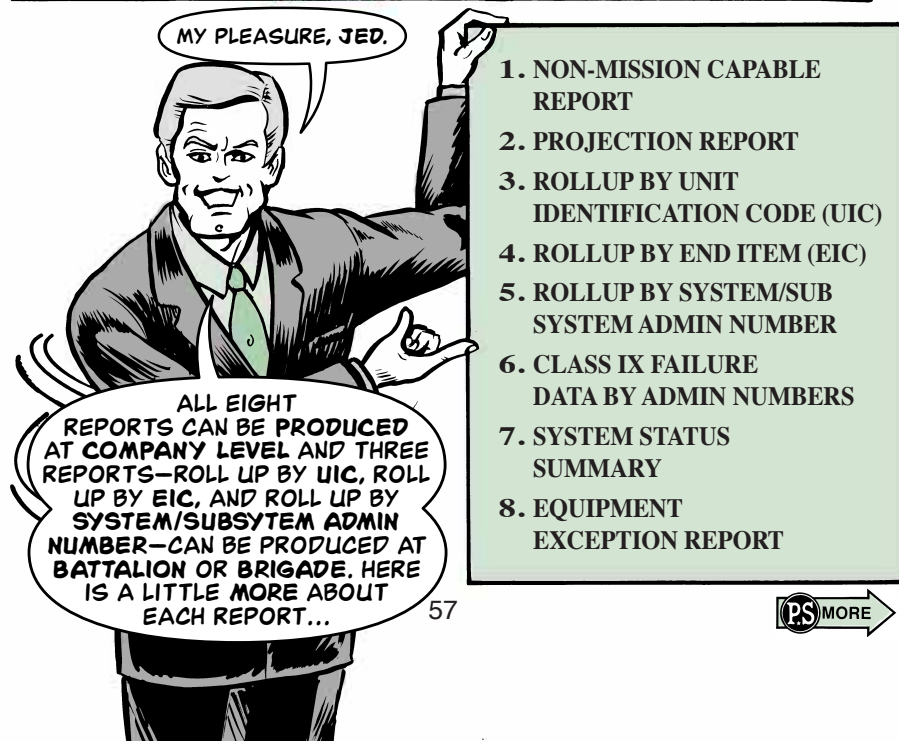 MY PLEASURE, JED.
1. NON-MISSION CAPABLE
REPORT
2. PROJECTION REPORT
3. ROLLUP BY UNIT
IDENTIFICATION CODE (UIC)
4. ROLLUP BY END ITEM (EIC)
5. ROLLUP BY SYSTEM/SUB
SYSTEM ADMIN NUMBER
6. CLASS IX FAILURE
DATA BY ADMIN NUMBERS
7. SYSTEM STATUS
SUMMARY
8. EQUIPMENT
EXCEPTION REPORT
ALL EIGHT
REPORTS CAN BE PRODUCED
AT COMPANY LEVEL AND THREE
REPORTS—ROLL UP BY UIC, ROLL
UP BY EIC, AND ROLL UP BY
SYSTEM/SUBSYTEM ADMIN
NUMBER—CAN BE PRODUCED AT
BATTALION OR BRIGADE. HERE
IS A LITTLE MORE ABOUT
EACH REPORT...
57
P.S MORE